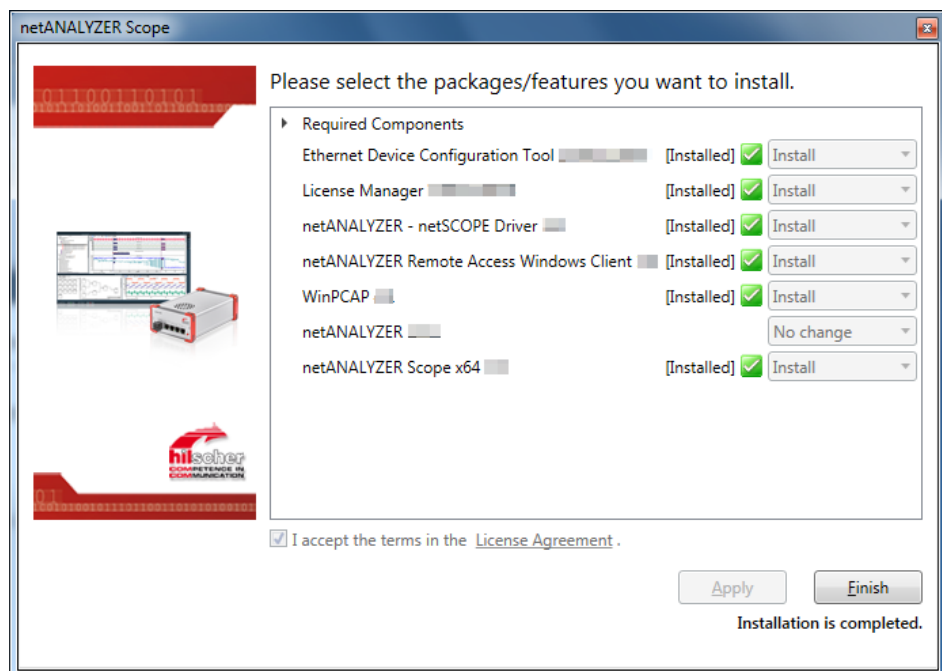 netANALYZER Scope
Please select the packages/features you want to install.
Required Components
Ethernet Device Configuration Tool [Installed] Install
License Manager [Installed] Install
netANALYZER - netSCOPE Driver [Installed] Install
netANALYZER Remote Access Windows Client [Installed] Install
WinPCAP [Installed] Install
netANALYZER No change
netANALYZER Scope x64 [Installed] Install
hilscher
COMPETENCE IN
COMMUNICATION
I accept the terms in the License Agreement .
Apply Finish
Installation is completed.